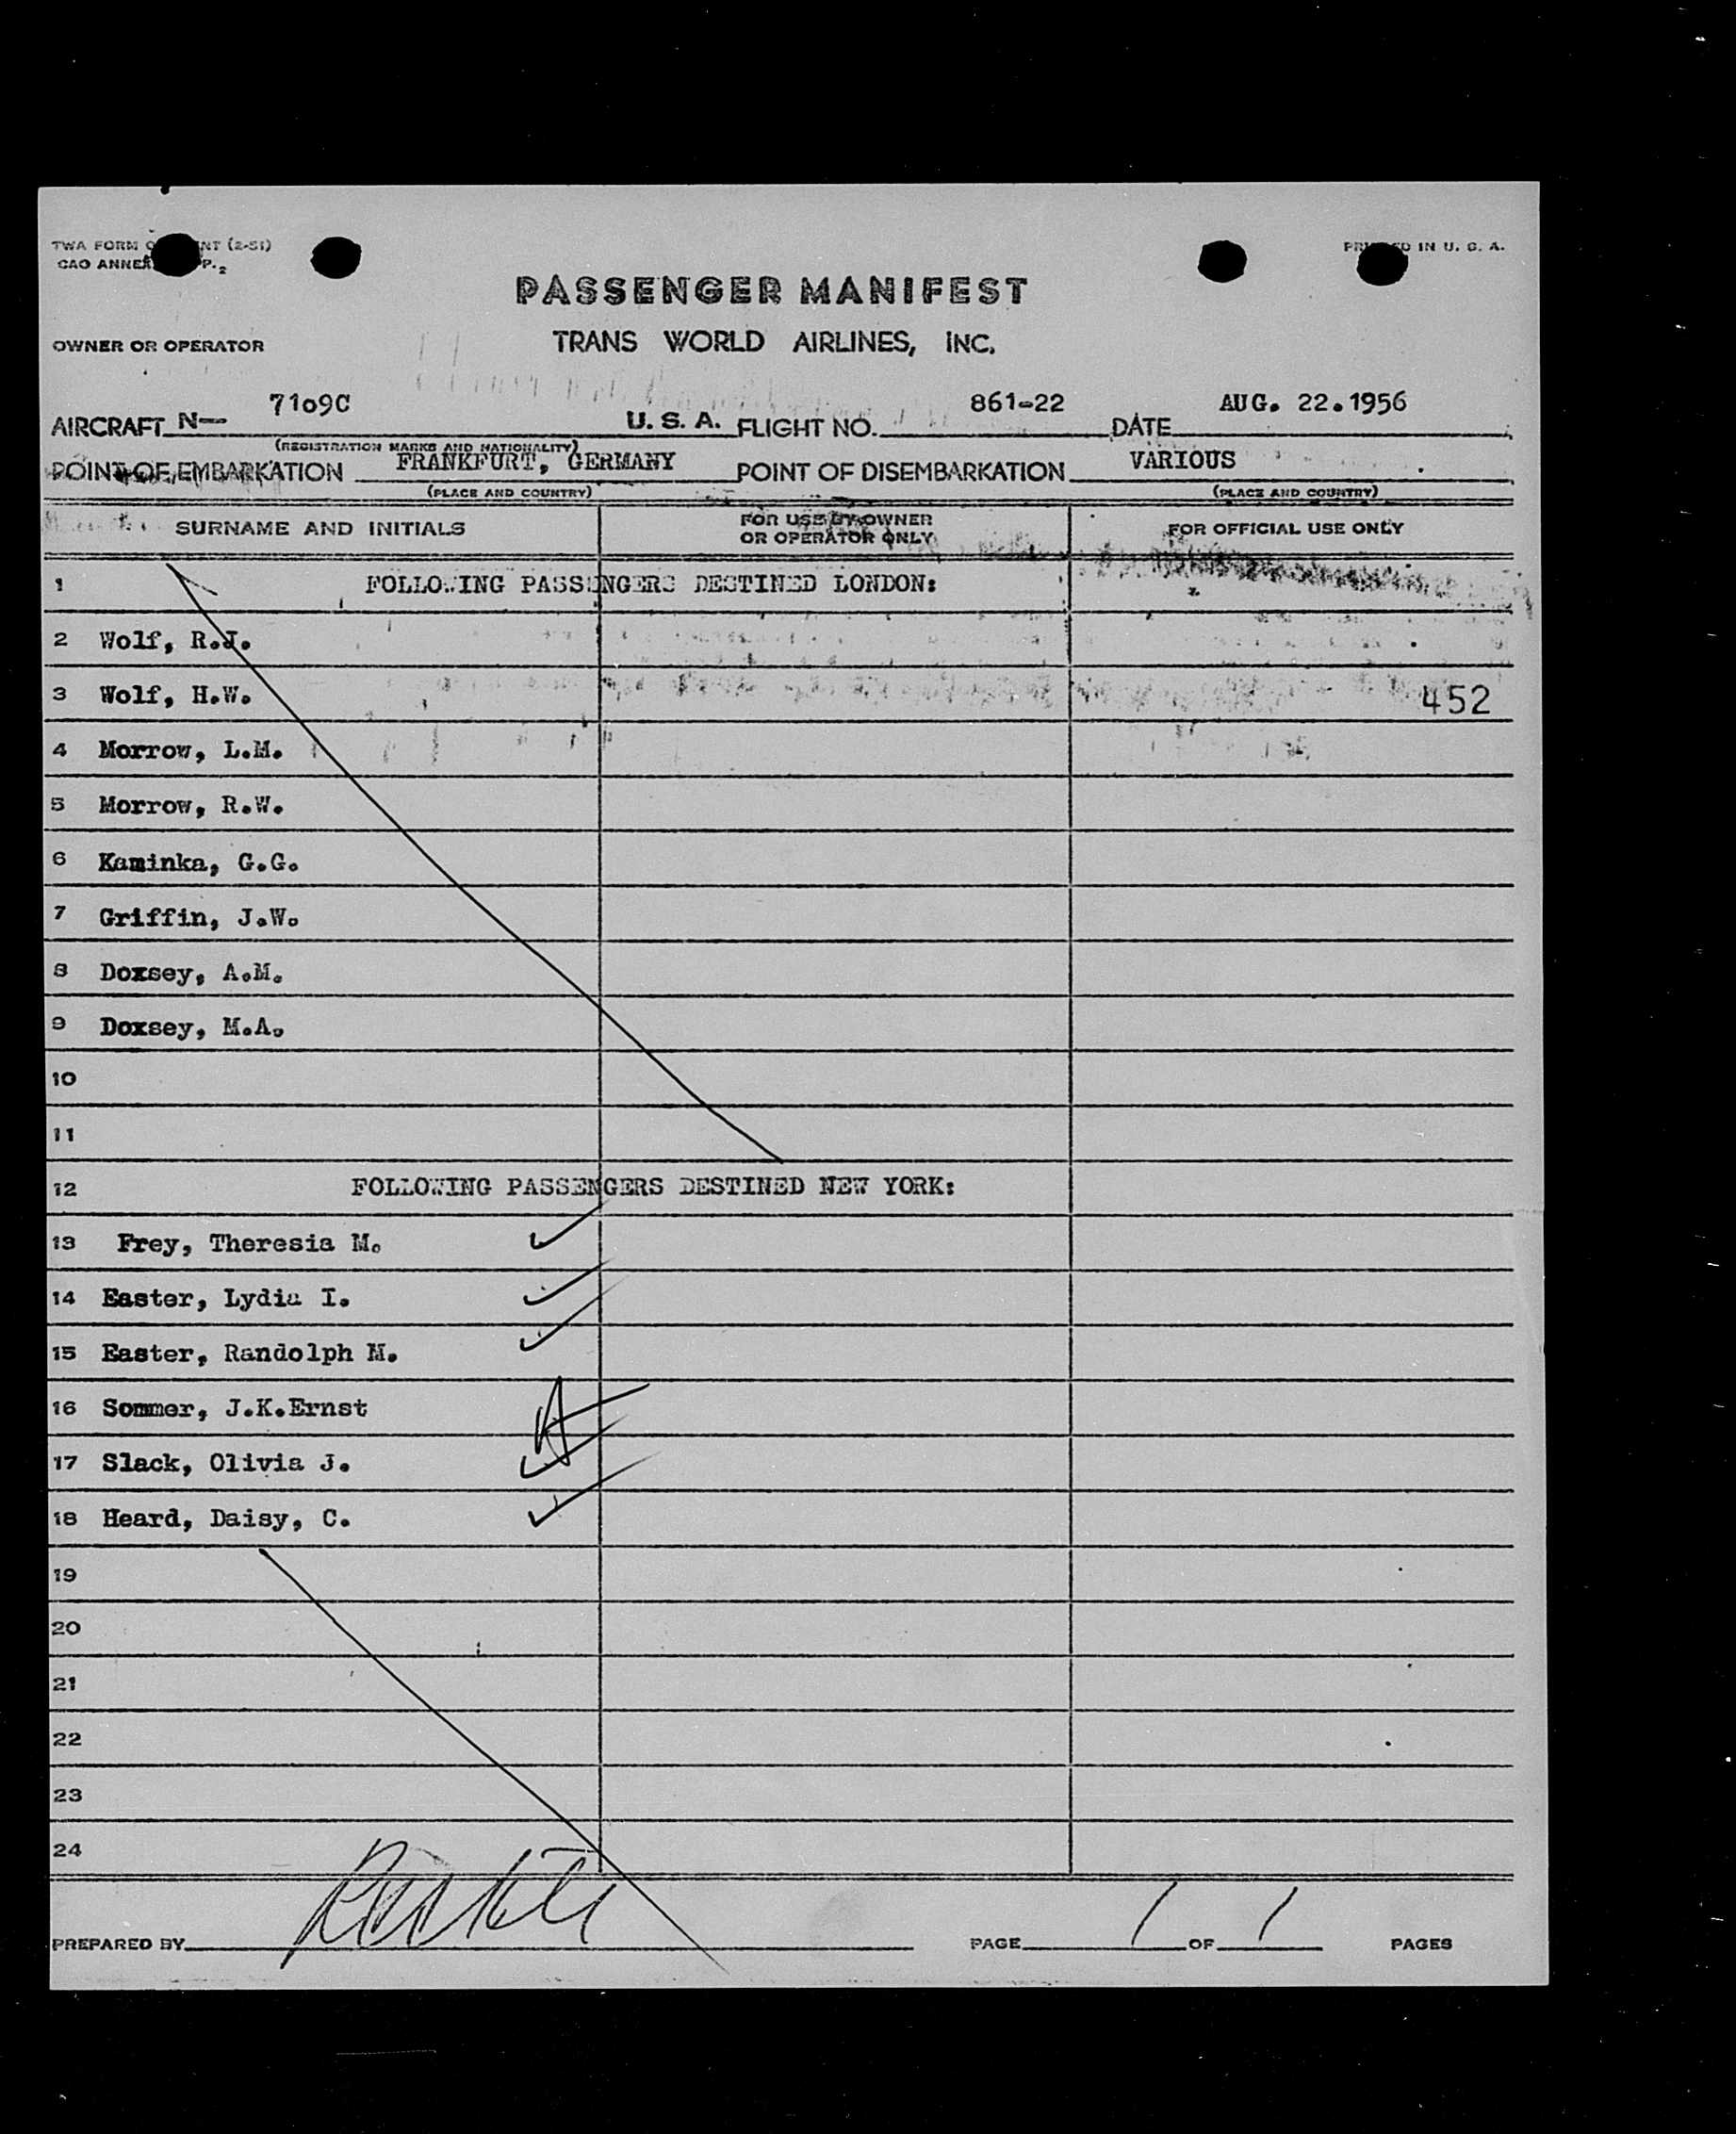 TWA FORM NT (2-51)
PRINTED IN U. S. A.
P.2
PASSENGER MANIFEST
OWNER OR OPERATOR TRANS WORLD AIRLINES, INC.
AIRCRAFT N— 7109C U. S. A. FLIGHT NO. 861-22 DATE AUG. 22.1956
(REGISTRATION MARKS AND NATIONALITY)
POINT OF EMBARKATION FRANKFURT, GERMANY POINT OF DISEMBARKATION VARIOUS
(PLACE AND COUNTRY) (PLACE AND COUNTRY)
SURNAME AND INITIALS FOR USE BY OWNER OR OPERATOR ONLY FOR OFFICIAL USE ONLY
1 FOLLOWING PASSENGERS DESTINED LONDON:
2 Wolf, R.J.
3 Wolf, H.W. 452
4 Morrow, L.M.
5 Morrow, R.W.
6 Kaminka, G.G.
7 Griffin, J.W.
8 Doxsey, A.M.
9 Doxsey, M.A.
10
11
12 FOLLOWING PASSENGERS DESTINED NEW YORK:
13 Frey, Theresia M.
14 Easter, Lydia I.
15 Easter, Randolph M.
16 Sommer, J.K.Ernst
17 Slack, Olivia J.
18 Heard, Daisy, C.
19
20
21
22
23
24
PREPARED BY PAGE 1 OF 1 PAGES